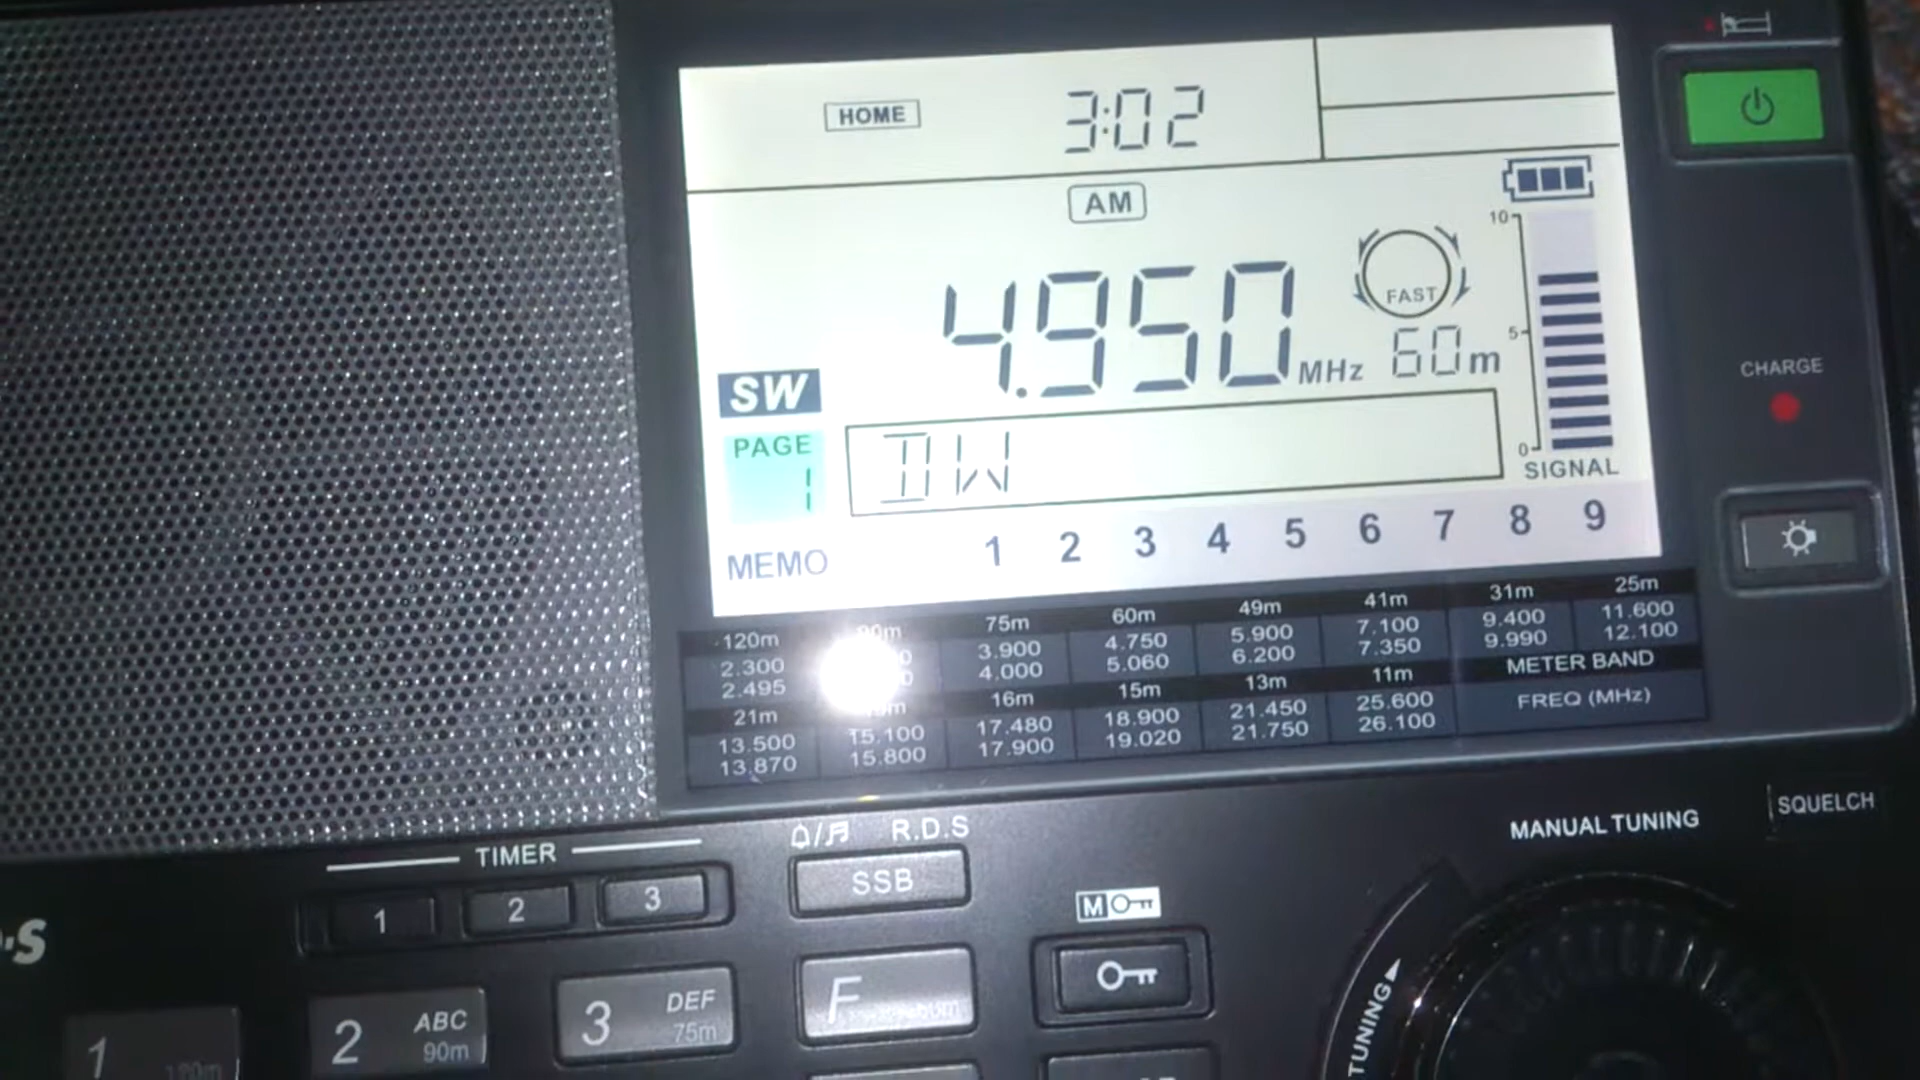 HOME 3:02
AM
10
4.950 MHz 60m
FAST
5
SW
PAGE
1
DW
0
SIGNAL
MEMO 1 2 3 4 5 6 7 8 9
CHARGE
120m 75m 60m 49m 41m 31m 25m
2.300 3.900 4.750 5.900 7.100 9.400 11.600
2.495 4.000 5.060 6.200 7.350 9.990 12.100
21m 16m 15m 13m 11m METER BAND
13.500 15.100 17.480 18.900 21.450 25.600 FREQ (MHz)
13.870 15.800 17.900 19.020 21.750 26.100
TIMER
1 2 3
R.D.S
SSB
MANUAL TUNING
SQUELCH
M
F
1 120m
2 ABC 90m
3 DEF 75m
TUNING